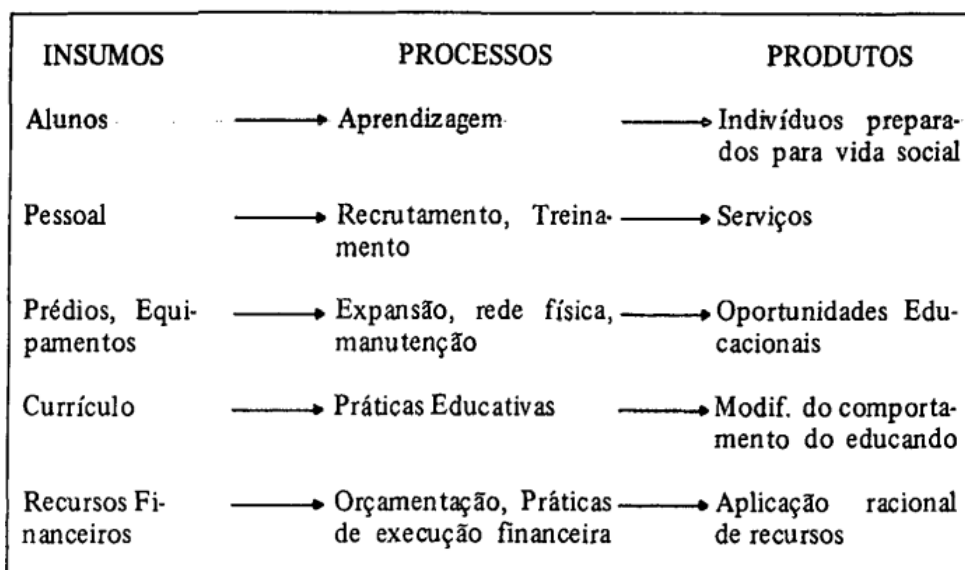 INSUMOS PROCESSOS PRODUTOS
Alunos Aprendizagem Indivíduos prepara-
dos para vida social
Pessoal Recrutamento, Treina- Serviços
mento
Prédios, Equi- Expansão, rede física, Oportunidades Edu-
pamentos manutenção cacionais
Currículo Práticas Educativas Modif. do comporta-
mento do educando
Recursos Fi- Orçamentação, Práticas Aplicação racional
nanceiros de execução financeira de recursos